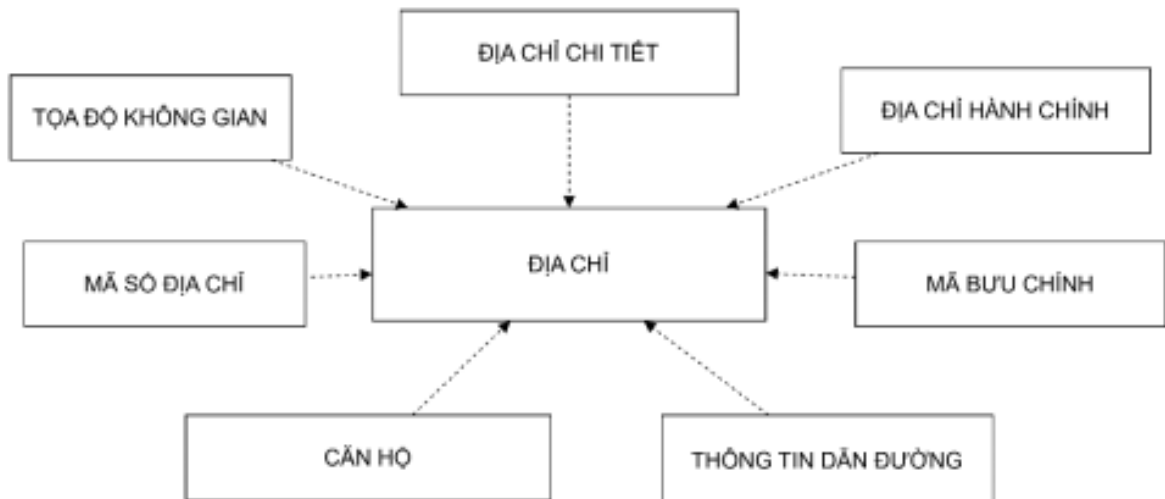 ĐỊA CHỈ CHI TIẾT
TỌA ĐỘ KHÔNG GIAN
ĐỊA CHỈ HÀNH CHÍNH
ĐỊA CHỈ
MÃ SỐ ĐỊA CHỈ
MÃ BƯU CHÍNH
CĂN HỘ
THÔNG TIN DẪN ĐƯỜNG